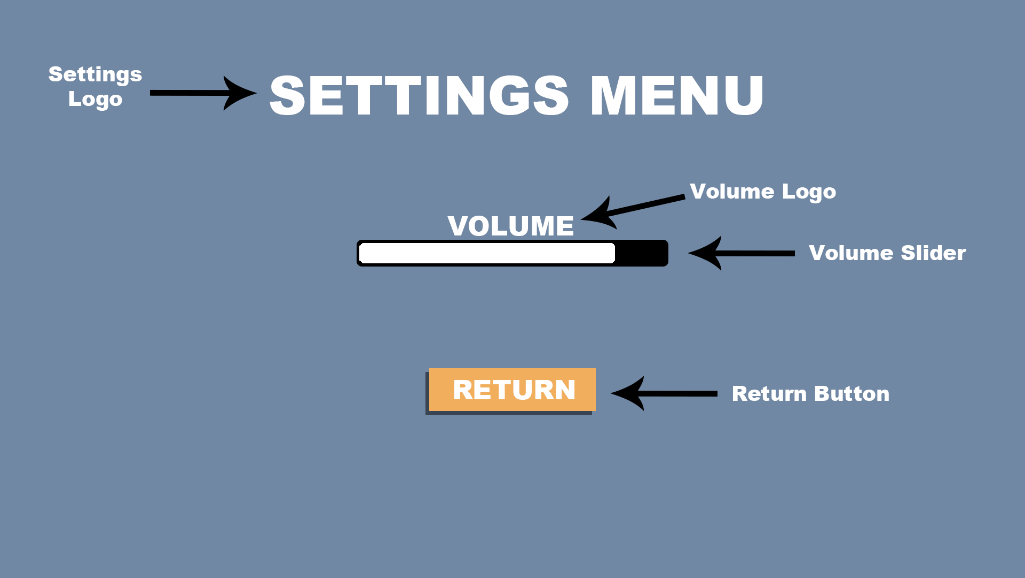 Settings
Logo
SETTINGS MENU
Volume Logo
VOLUME
Volume Slider
RETURN
Return Button